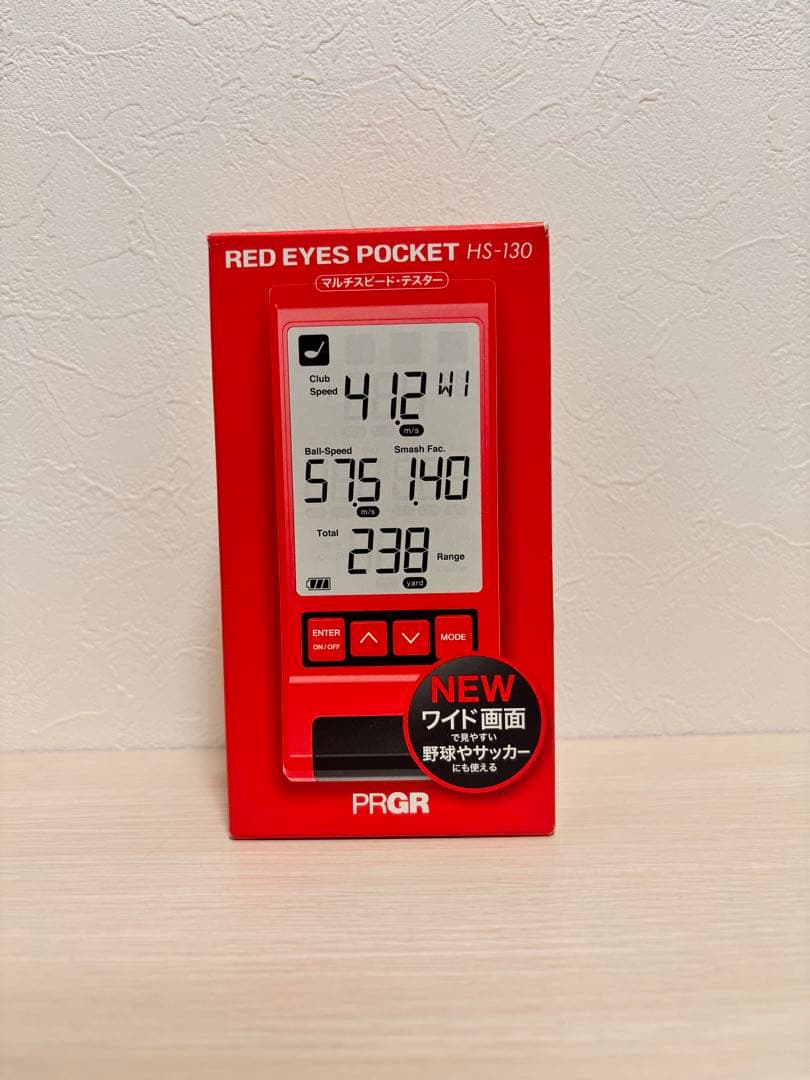 RED EYES POCKET HS-130
マルチスピード・テスター
Club Speed 41.2 m/s W1
Ball-Speed Smash Fac.
57.5 m/s 1.40
Total 238 yard Range
ENTER ON/OFF MODE
NEW
ワイド画面
で見やすい
野球やサッカー
にも使える
PRGR